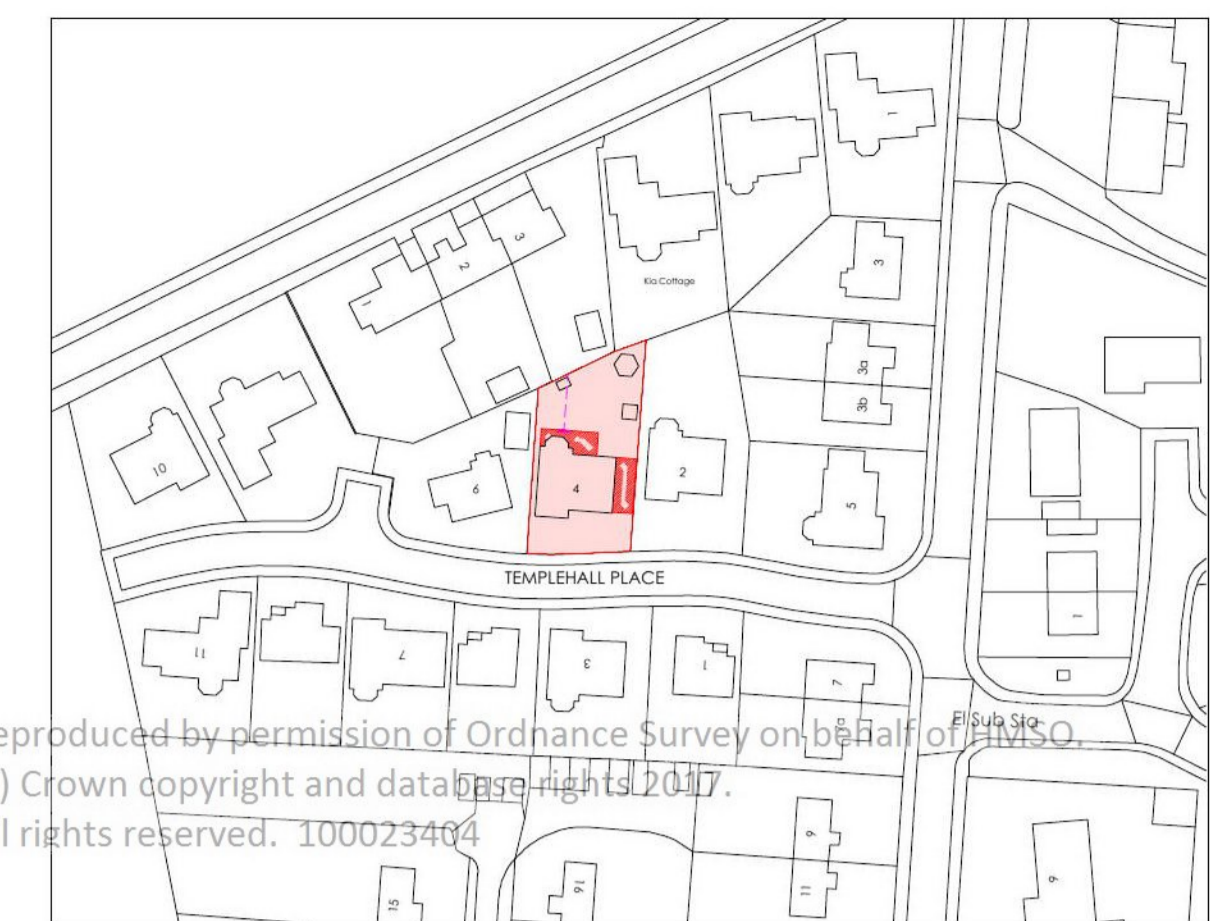 1
3
2
1
Kia Cottage
3
3a
3b
10
6
4
2
5
TEMPLEHALL PLACE
1
11
7
3
1
7
El Sub Sta
eproduced by permission of Ordnance Survey on behalf of HMSO.
) Crown copyright and database rights 2017.
ll rights reserved. 100023404
9
11
15
16
9